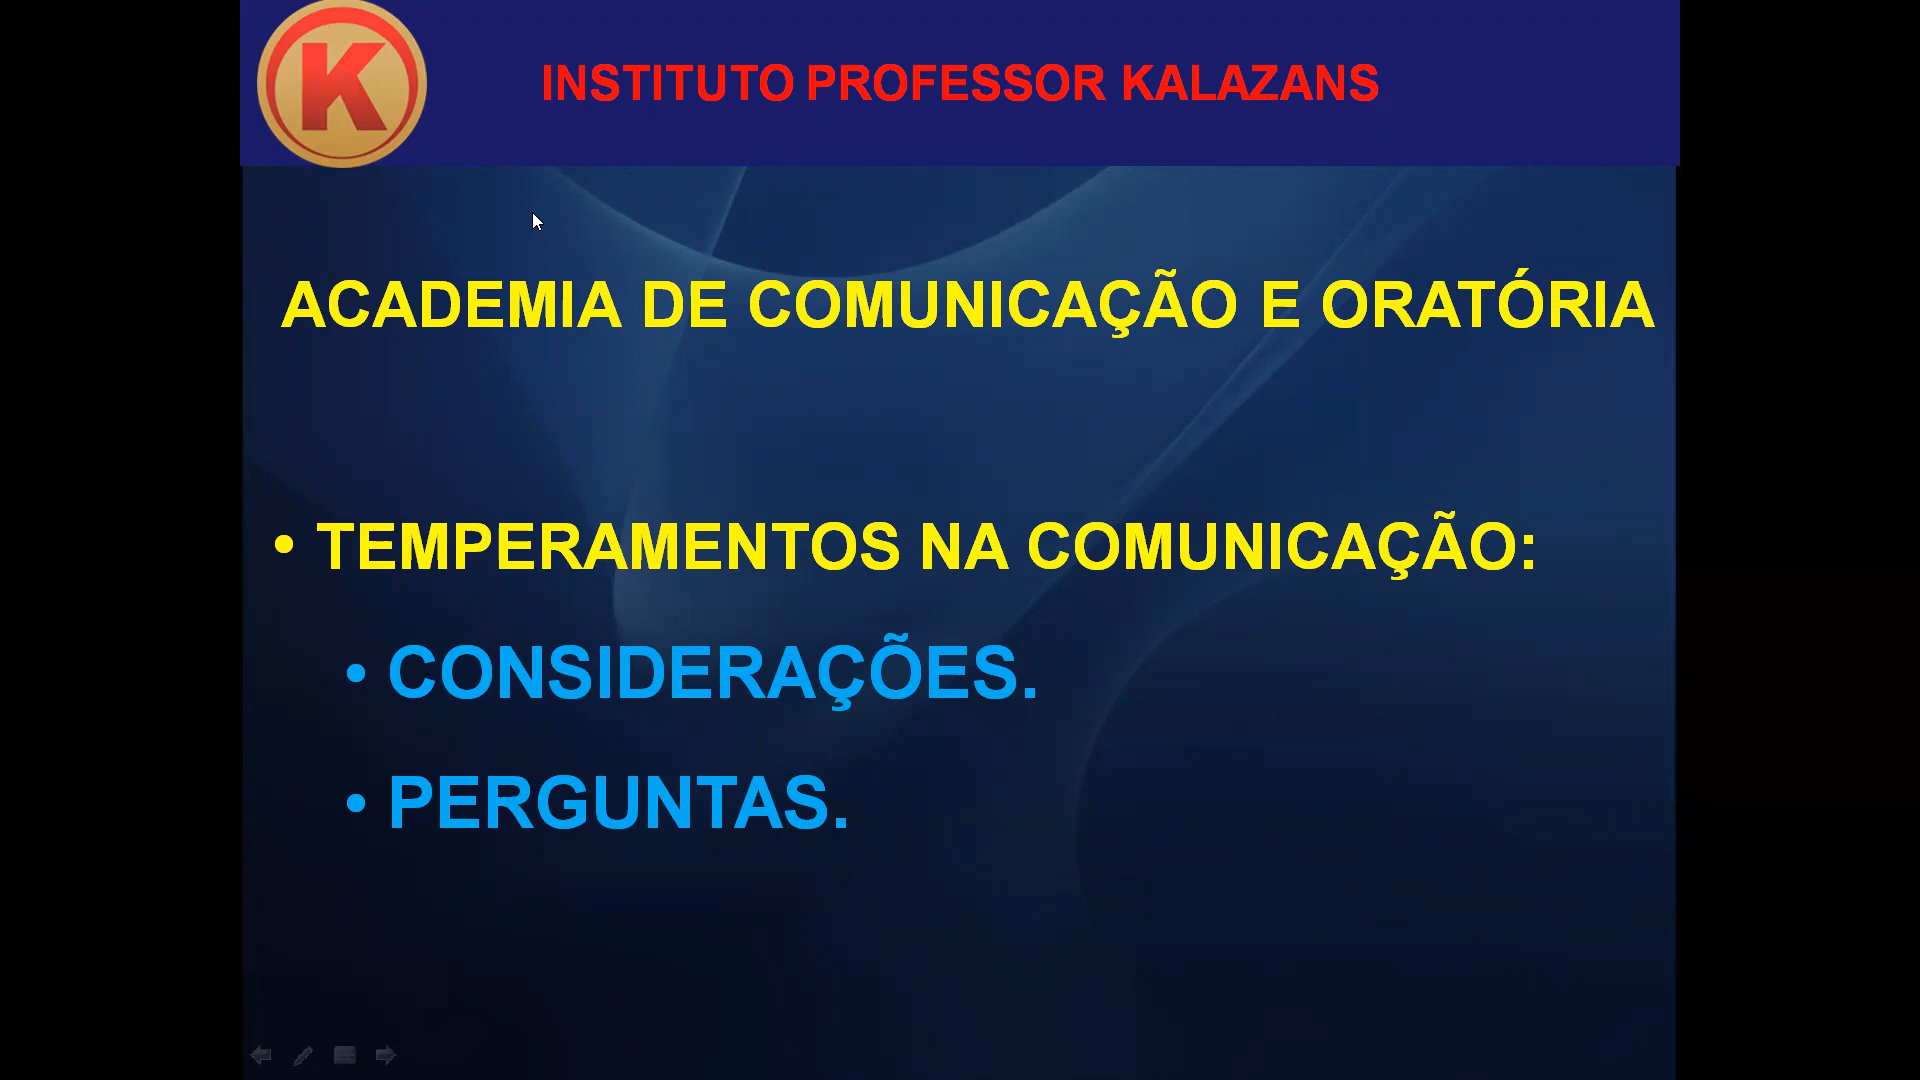 K
INSTITUTO PROFESSOR KALAZANS
ACADEMIA DE COMUNICAÇÃO E ORATÓRIA
• TEMPERAMENTOS NA COMUNICAÇÃO:
• CONSIDERAÇÕES.
• PERGUNTAS.